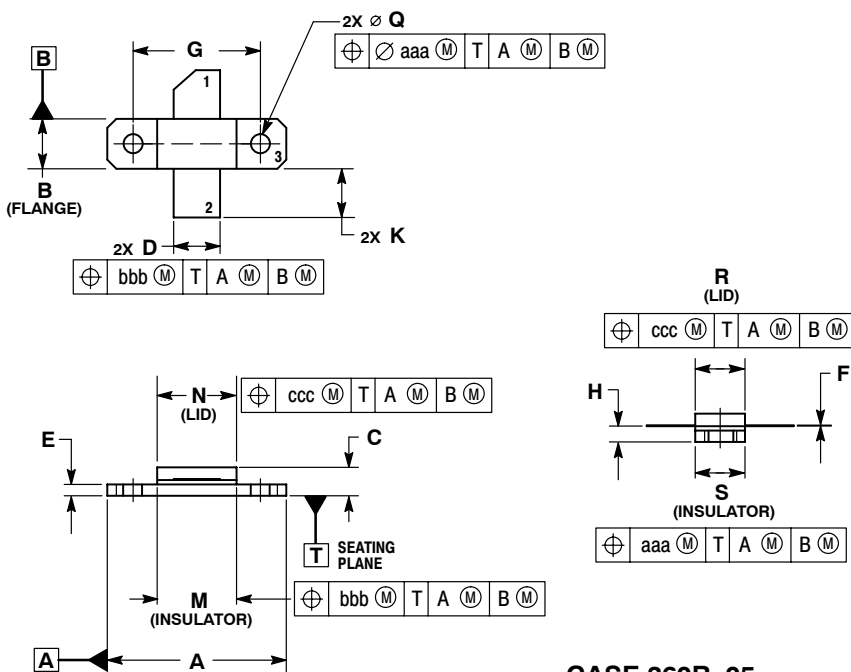 2X ⌀ Q
⌖ ⌀ aaa Ⓜ T A Ⓜ B Ⓜ
G
B
1
3
B
(FLANGE)
2
2X K
2X D
⌖ bbb Ⓜ T A Ⓜ B Ⓜ
R
(LID)
⌖ ccc Ⓜ T A Ⓜ B Ⓜ
N
(LID)
⌖ ccc Ⓜ T A Ⓜ B Ⓜ
H
F
E
C
S
(INSULATOR)
⌖ aaa Ⓜ T A Ⓜ B Ⓜ
T SEATING
PLANE
M
(INSULATOR)
⌖ bbb Ⓜ T A Ⓜ B Ⓜ
A
A